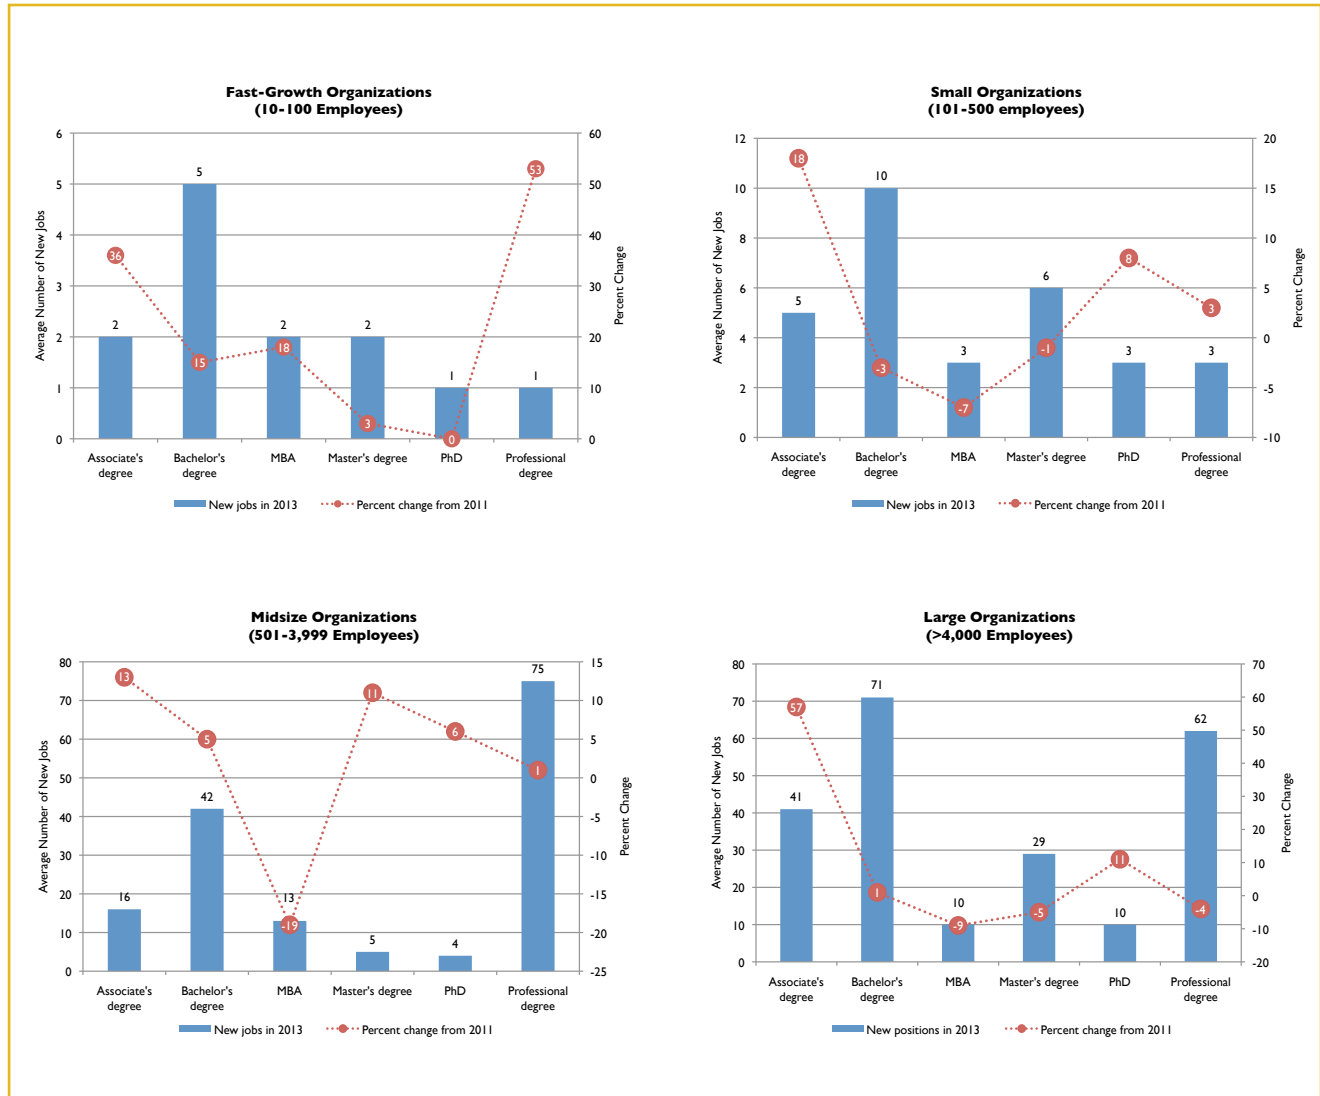 Fast-Growth Organizations
(10-100 Employees)
Average Number of New Jobs
6
5
4
3
2
1
0
60
50
40
30
20
10
0
Percent Change
2
5
2
2
1
1
36
15
18
3
0
53
Associate's degree
Bachelor's degree
MBA
Master's degree
PhD
Professional degree
New jobs in 2013
Percent change from 2011
Small Organizations
(101-500 employees)
Average Number of New Jobs
12
10
8
6
4
2
0
20
15
10
5
0
-5
-10
Percent Change
5
10
3
6
3
3
18
-3
-7
-1
8
3
Associate's degree
Bachelor's degree
MBA
Master's degree
PhD
Professional degree
New jobs in 2013
Percent change from 2011
Midsize Organizations
(501-3,999 Employees)
Average Number of New Jobs
80
70
60
50
40
30
20
10
0
15
10
5
0
-5
-10
-15
-20
-25
Percent Change
16
42
13
5
4
75
13
5
-19
11
6
1
Associate's degree
Bachelor's degree
MBA
Master's degree
PhD
Professional degree
New jobs in 2013
Percent change from 2011
Large Organizations
(>4,000 Employees)
Average Number of New Jobs
80
70
60
50
40
30
20
10
0
70
60
50
40
30
20
10
0
-10
-20
Percent Change
41
71
10
29
10
62
57
1
-9
-5
11
-4
Associate's degree
Bachelor's degree
MBA
Master's degree
PhD
Professional degree
New positions in 2013
Percent change from 2011